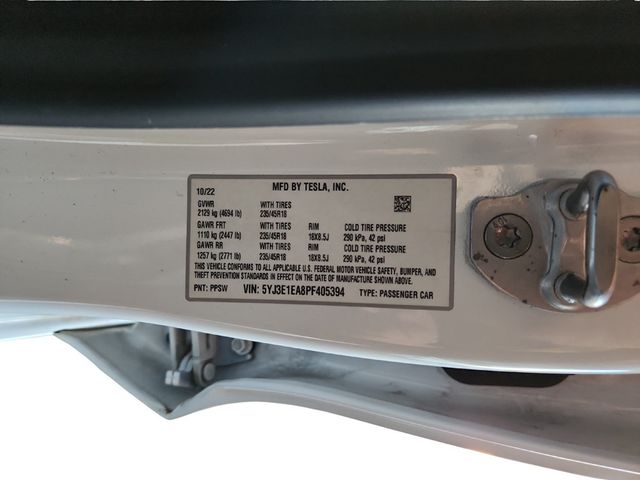 10/22 MFD BY TESLA, INC.
GVWR WITH TIRES
2129 kg (4694 lb) 235/45R18
GAWR FRT WITH TIRES RIM COLD TIRE PRESSURE
1110 kg (2447 lb) 235/45R18 18X8.5J 290 kPa, 42 psi
GAWR RR WITH TIRES RIM COLD TIRE PRESSURE
1257 kg (2771 lb) 235/45R18 18X8.5J 290 kPa, 42 psi
THIS VEHICLE CONFORMS TO ALL APPLICABLE U.S. FEDERAL MOTOR VEHICLE SAFETY, BUMPER, AND
THEFT PREVENTION STANDARDS IN EFFECT ON THE DATE OF MANUFACTURE SHOWN ABOVE.
PNT: PPSW VIN: 5YJ3E1EA8PF405394 TYPE: PASSENGER CAR